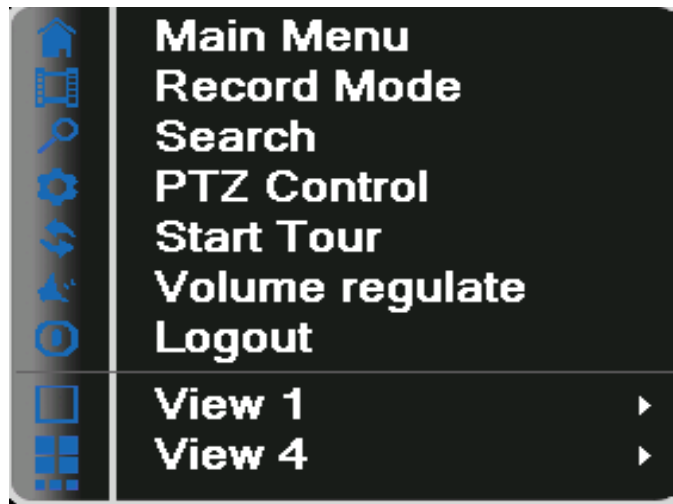 Main Menu
Record Mode
Search
PTZ Control
Start Tour
Volume regulate
Logout
View 1
View 4